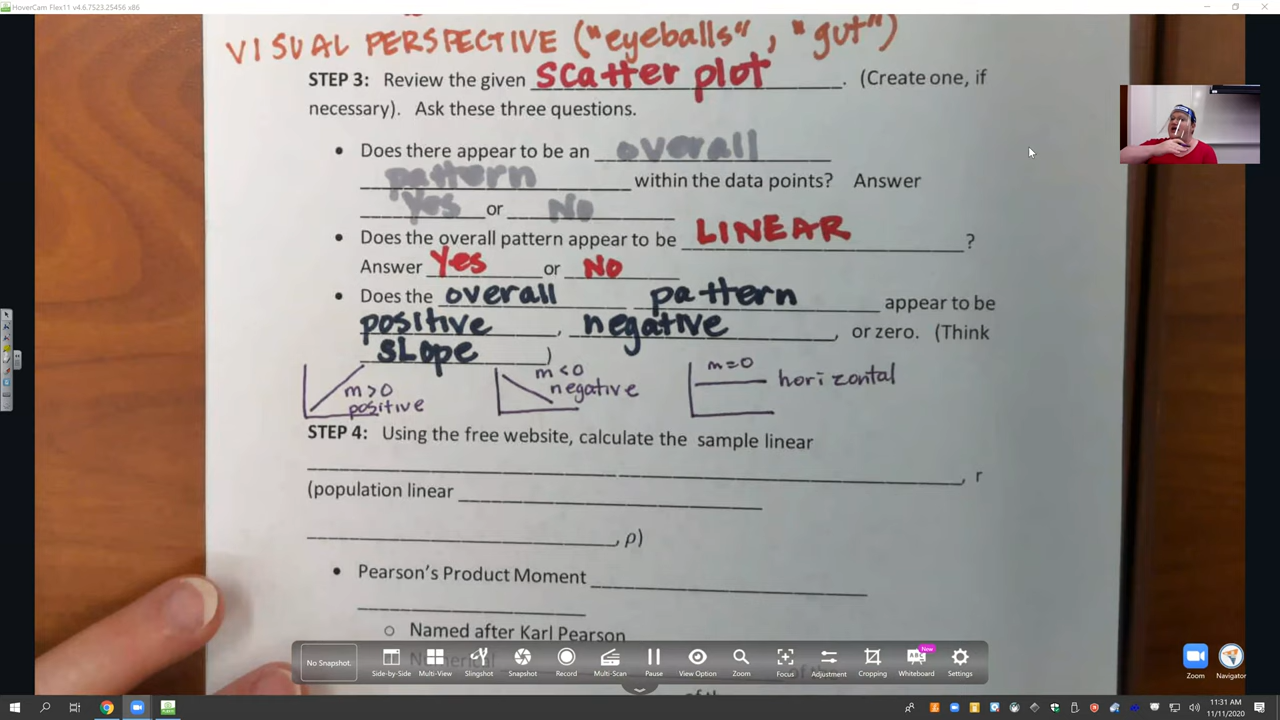 HoverCam Flex11 v4.6.7523.25456 x86
VISUAL PERSPECTIVE ("eyeballs", "gut")
STEP 3: Review the given scatter plot. (Create one, if
necessary). Ask these three questions.
• Does there appear to be an overall
pattern within the data points? Answer
Yes or No
• Does the overall pattern appear to be LINEAR ?
Answer Yes or No
• Does the overall pattern appear to be
positive, negative, or zero. (Think
slope)
m>0
positive
m<0
negative
m=0 horizontal
STEP 4: Using the free website, calculate the sample linear
, r
(population linear
, ρ)
• Pearson's Product Moment
○ Named after Karl Pearson
No Snapshot.
Side-by-Side
Multi-View
Slingshot
Snapshot
Record
Multi-Scan
Pause
View Option
Zoom
Focus
Adjustment
Cropping
New
Whiteboard
Settings
Zoom
Navigator
11:31 AM
11/11/2020